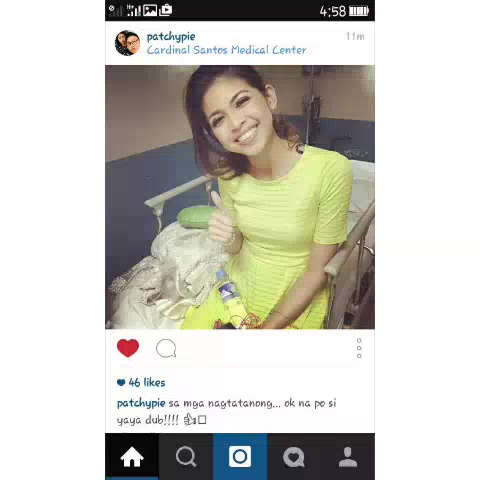 4:58
patchypie
11m
Cardinal Santos Medical Center
46 likes
patchypie sa mga nagtatanong... ok na po si
yaya dub!!!! 👍□